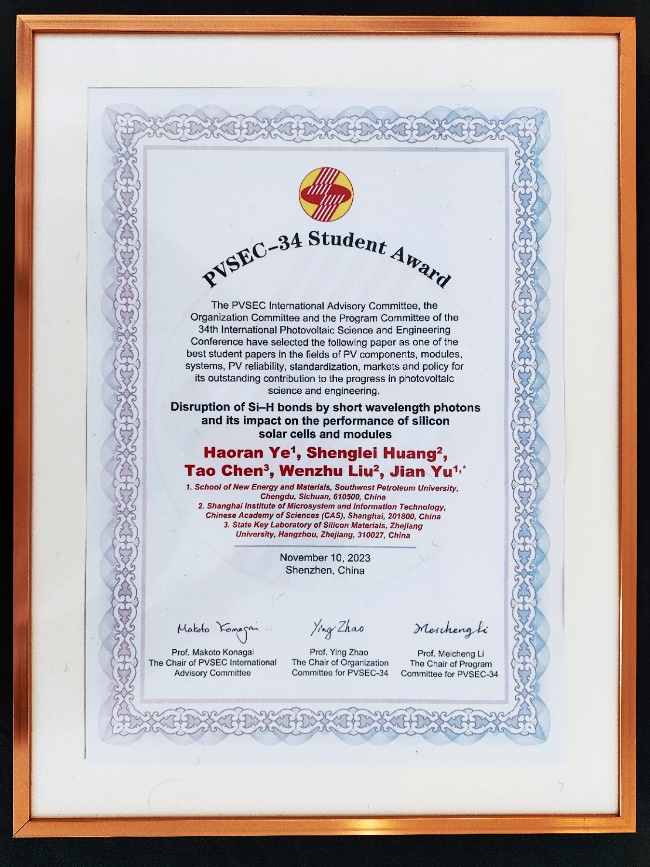 PVSEC-34 Student Award
The PVSEC International Advisory Committee, the
Organization Committee and the Program Committee of the
34th International Photovoltaic Science and Engineering
Conference have selected the following paper as one of the
best student papers in the fields of PV components, modules,
systems, PV reliability, standardization, markets and policy for
its outstanding contribution to the progress in photovoltaic
science and engineering.
Disruption of Si–H bonds by short wavelength photons
and its impact on the performance of silicon
solar cells and modules
Haoran Ye¹, Shenglei Huang²,
Tao Chen³, Wenzhu Liu², Jian Yu¹,*
1. School of New Energy and Materials, Southwest Petroleum University,
Chengdu, Sichuan, 610500, China
2. Shanghai Institute of Microsystem and Information Technology,
Chinese Academy of Sciences (CAS), Shanghai, 201800, China
3. State Key Laboratory of Silicon Materials, Zhejiang
University, Hangzhou, Zhejiang, 310027, China
November 10, 2023
Shenzhen, China
Makoto Konagai Ying Zhao Meicheng Li
Prof. Makoto Konagai Prof. Ying Zhao Prof. Meicheng Li
The Chair of PVSEC International The Chair of Organization The Chair of Program
Advisory Committee Committee for PVSEC-34 Committee for PVSEC-34